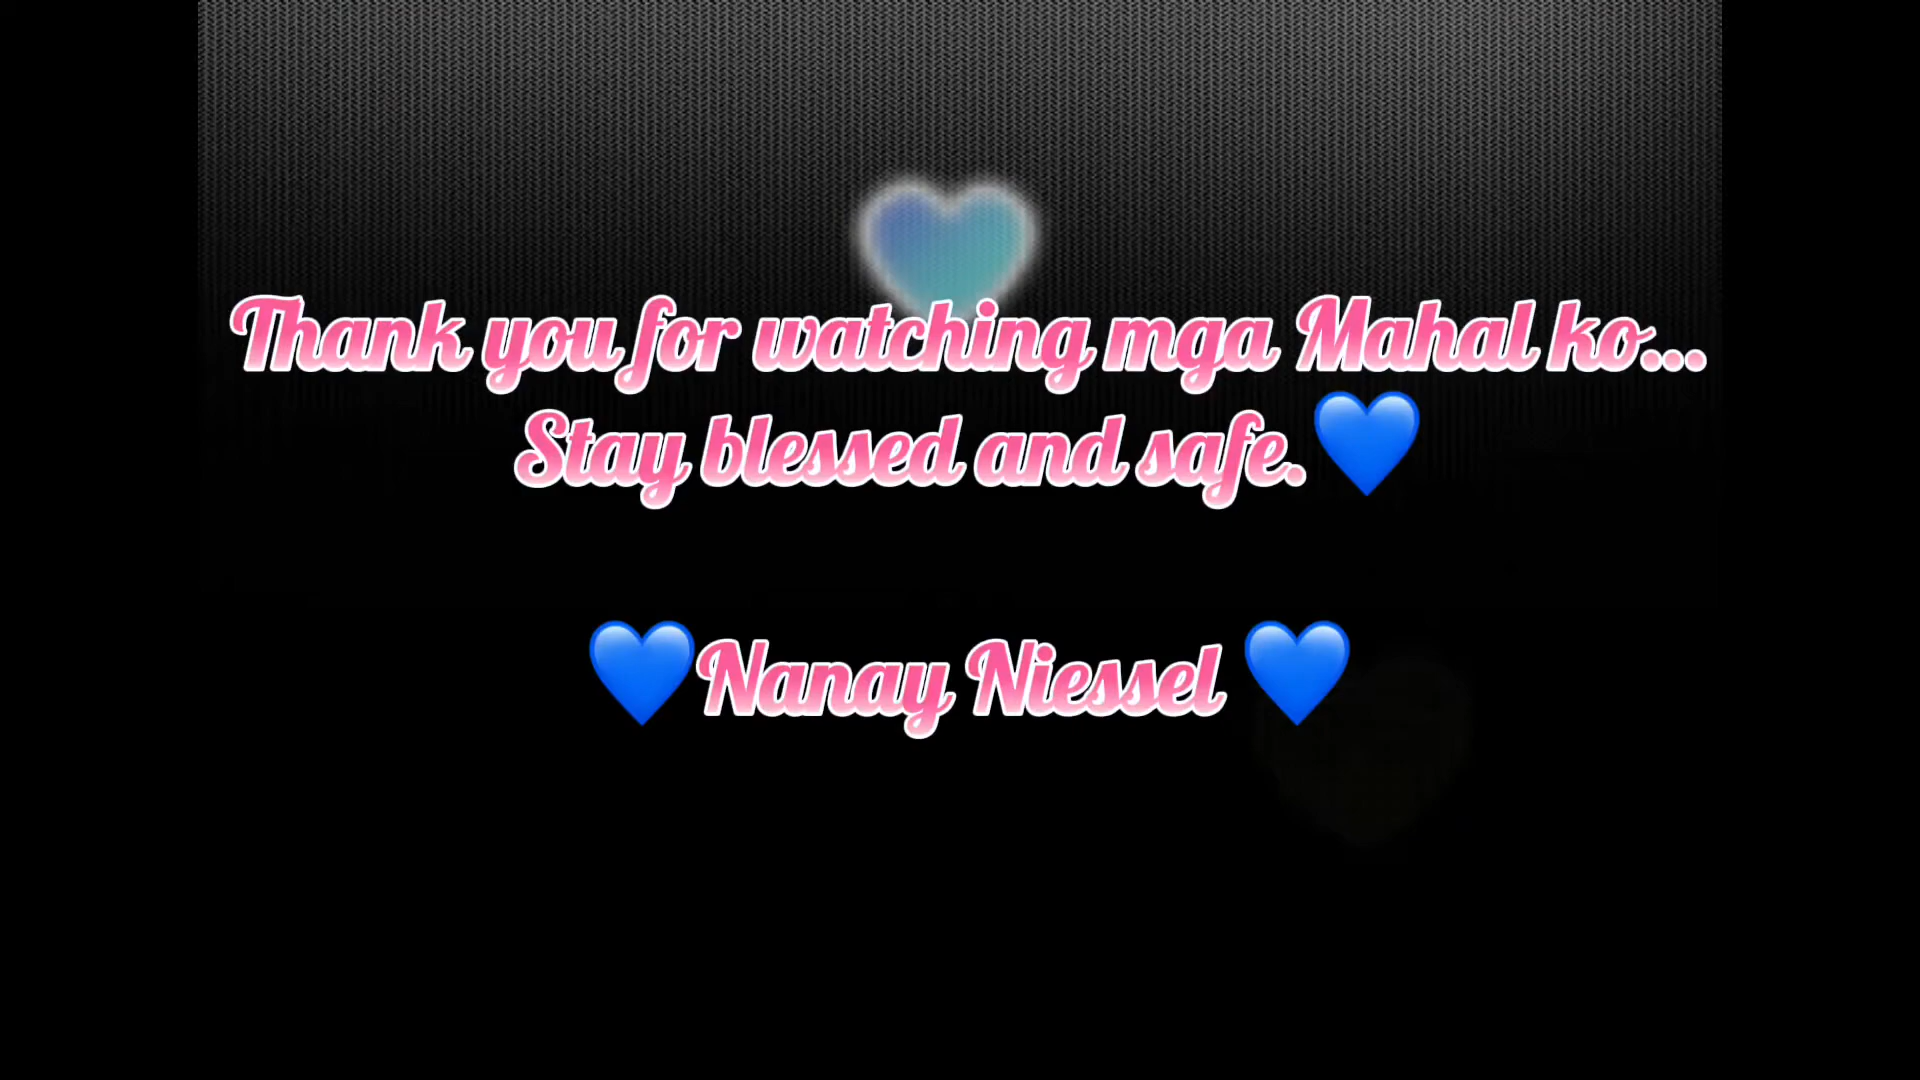 Thank you for watching mga Mahal ko...
Stay blessed and safe.💙
💙Nanay Niessel 💙